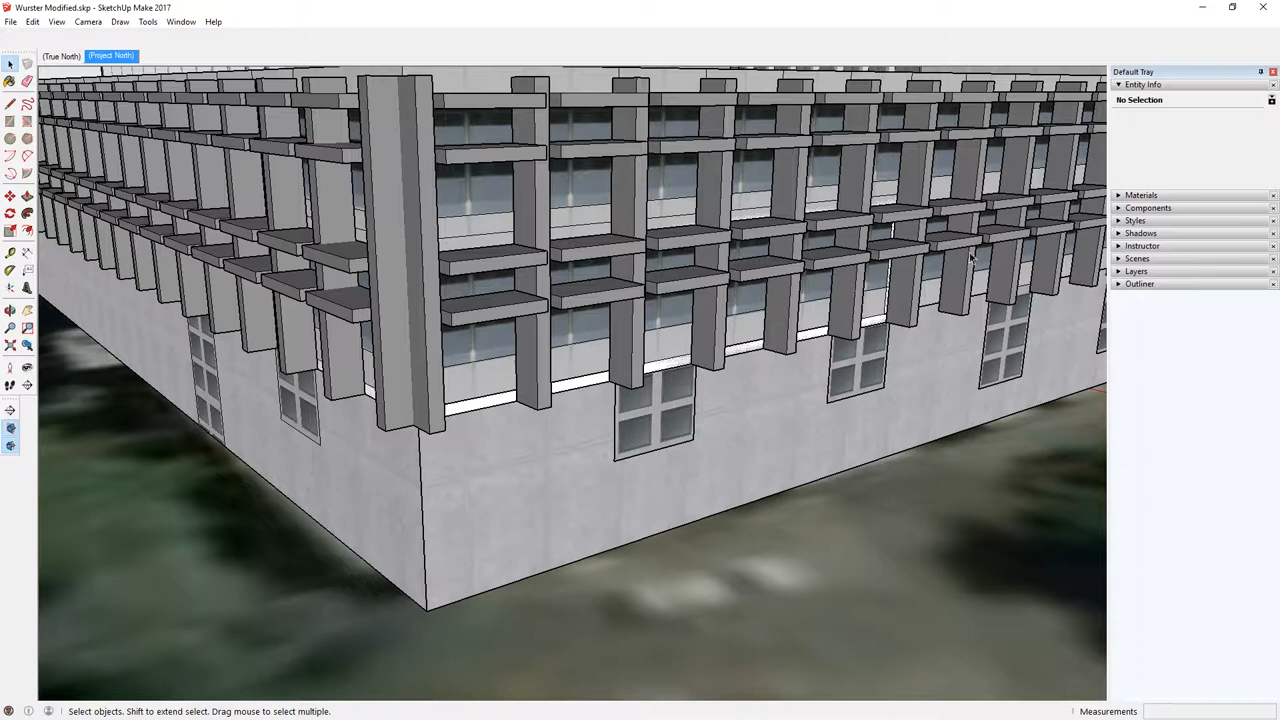 Wurster Modified.skp - SketchUp Make 2017
File Edit View Camera Draw Tools Window Help
(True North) (Project North)
Default Tray
Entity Info
No Selection
Materials
Components
Styles
Shadows
Instructor
Scenes
Layers
Outliner
Select objects. Shift to extend select. Drag mouse to select multiple.
Measurements